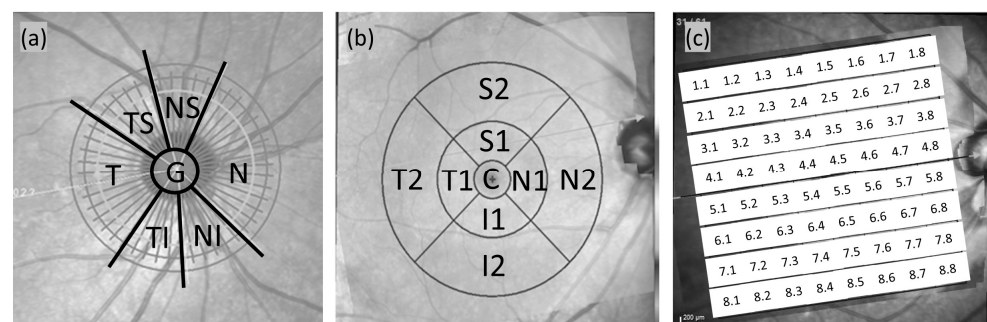 (a)
NS
TS
T
G
N
TI
NI
(b)
S2
S1
T2 T1 C N1 N2
I1
I2
(c)
31 / 61
1.1 1.2 1.3 1.4 1.5 1.6 1.7 1.8
2.1 2.2 2.3 2.4 2.5 2.6 2.7 2.8
3.1 3.2 3.3 3.4 3.5 3.6 3.7 3.8
4.1 4.2 4.3 4.4 4.5 4.6 4.7 4.8
5.1 5.2 5.3 5.4 5.5 5.6 5.7 5.8
6.1 6.2 6.3 6.4 6.5 6.6 6.7 6.8
7.1 7.2 7.3 7.4 7.5 7.6 7.7 7.8
8.1 8.2 8.3 8.4 8.5 8.6 8.7 8.8
200 µm